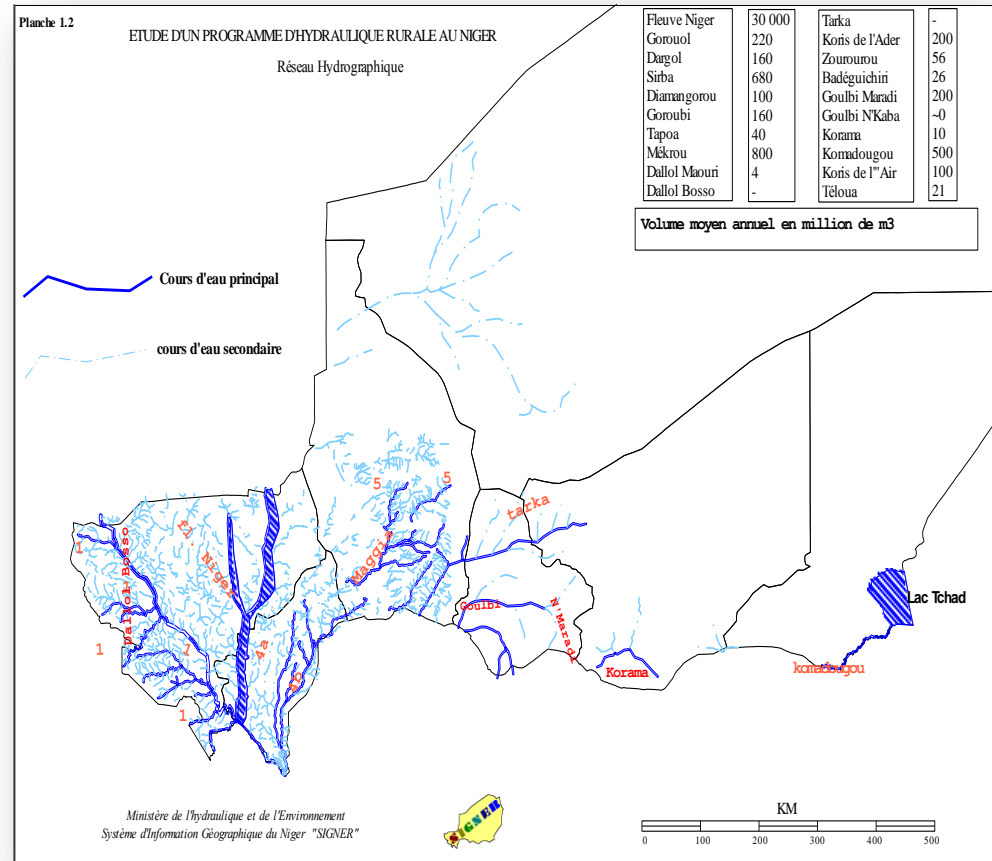 Planche 1.2
ETUDE D'UN PROGRAMME D'HYDRAULIQUE RURALE AU NIGER
Réseau Hydrographique
Fleuve Niger 30 000 Tarka -
Gorouol 220 Koris de l'Ader 200
Dargol 160 Zourourou 56
Sirba 680 Badéguichiri 26
Diamangorou 100 Goulbi Maradi 200
Goroubi 160 Goulbi N'Kaba ~0
Tapoa 40 Korama 10
Mékrou 800 Komadougou 500
Dallol Maouri 4 Koris de l'"Air 100
Dallol Bosso - Téloua 21
Volume moyen annuel en million de m3
Cours d'eau principal
cours d'eau secondaire
5
5
tarka
fl. Niger
Dallol Bosso
1
Maggia
Lac Tchad
Goulbi
N'Maradi
1
1
4a
4b
Korama
komadougou
1
Ministère de l'hydraulique et de l'Environement
Système d'Information Géographique du Niger "SIGNER"
SIGNER
KM
0 100 200 300 400 500